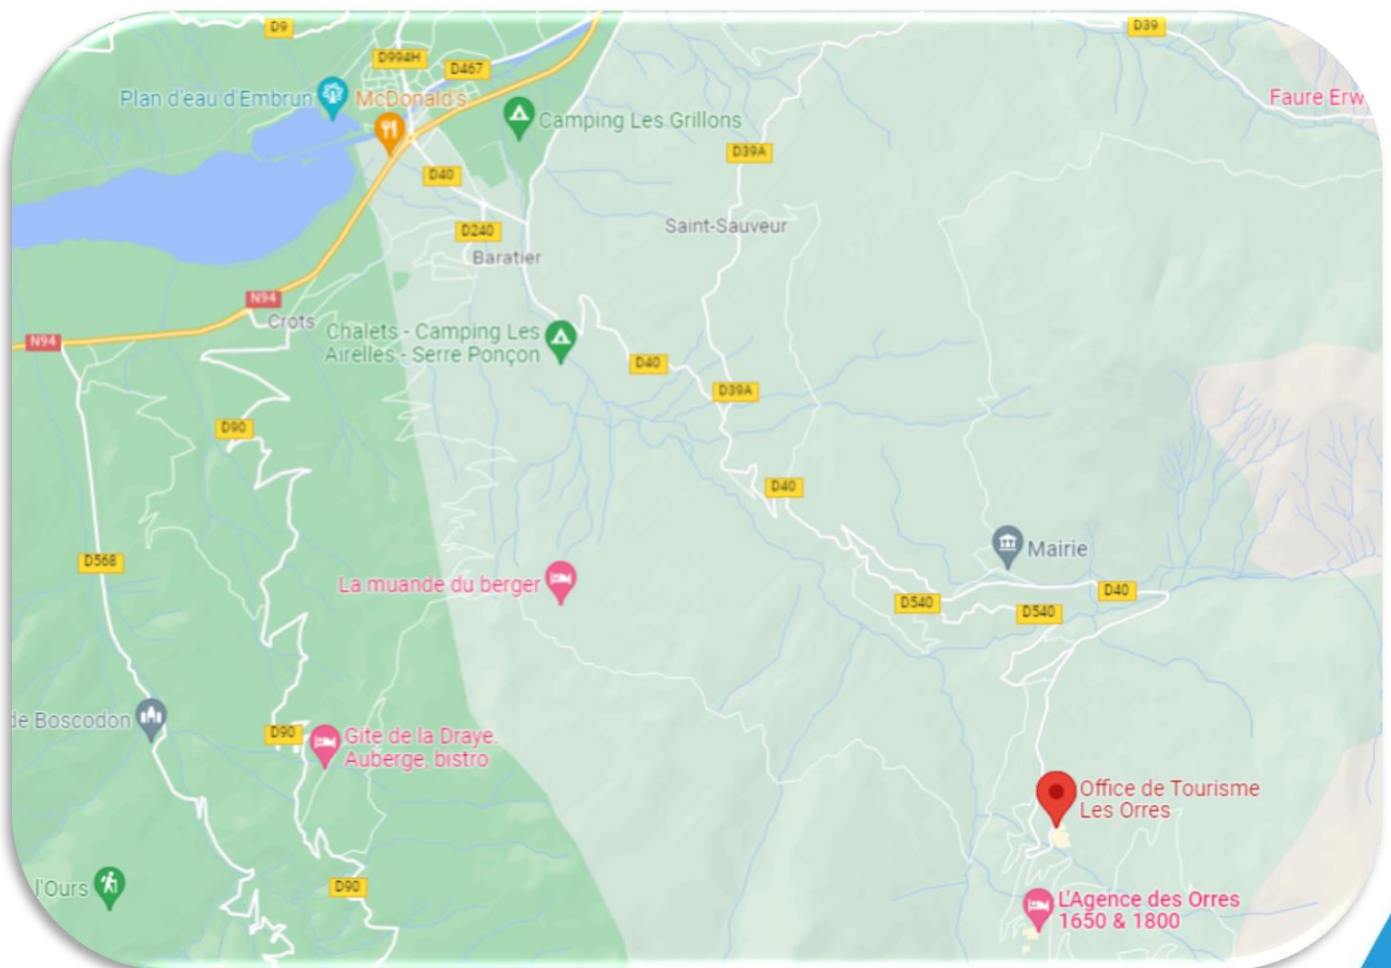 D9
D39
D994H
D467
Plan d'eau d'Embrun
McDonald's
Faure Erw
Camping Les Grillons
D39A
D40
Saint-Sauveur
D240
Baratier
N94
Crots
N94
Chalets - Camping Les
Airelles - Serre Ponçon
D40
D39A
D90
D40
Mairie
D568
La muande du berger
D40
D540
D540
de Boscodon
D90
Gite de la Draye.
Auberge, bistro
Office de Tourisme
Les Orres
l'Ours
D90
L'Agence des Orres
1650 & 1800